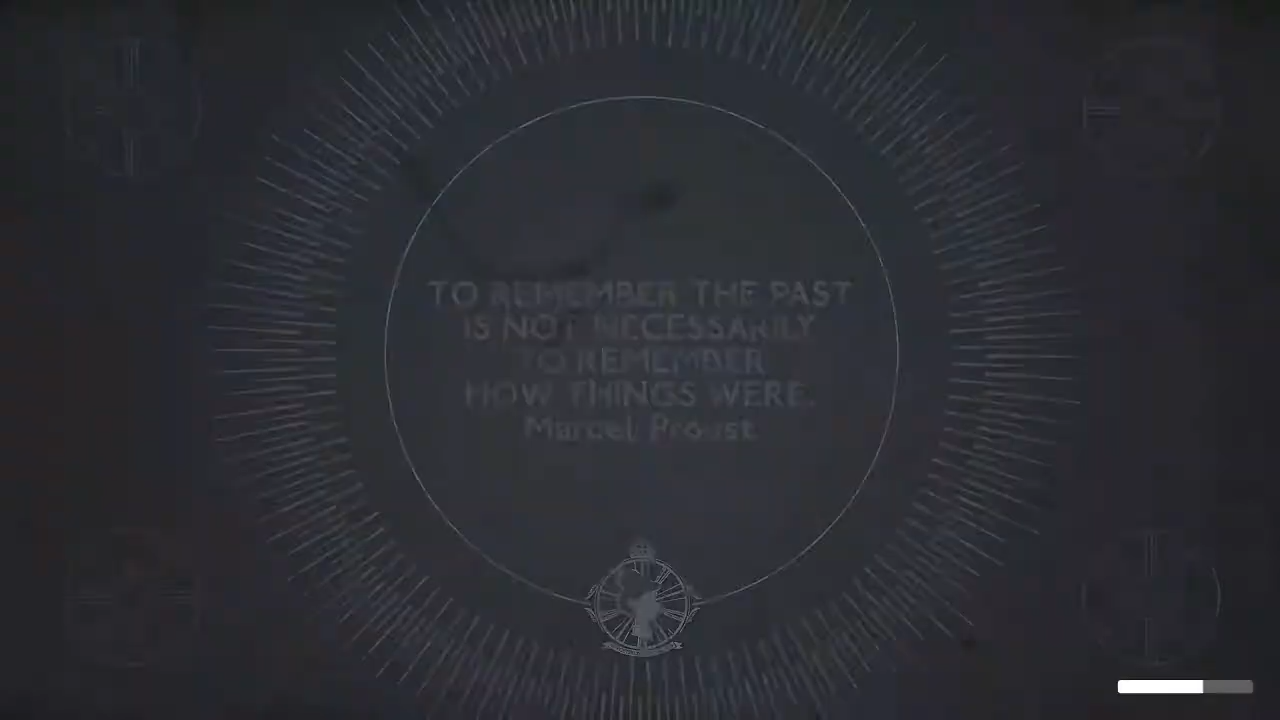 TO REMEMBER THE PAST
IS NOT NECESSARILY
TO REMEMBER
HOW THINGS WERE.
Marcel Proust